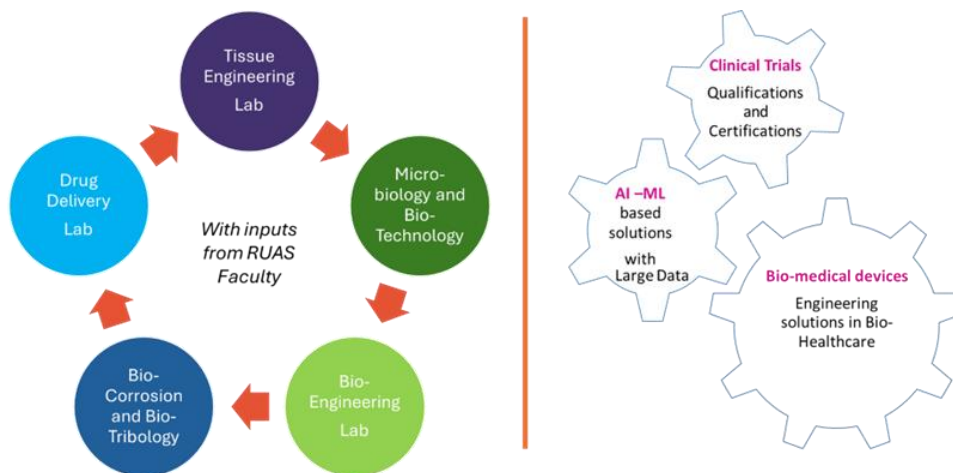 Tissue
Engineering
Lab
Micro-
biology and
Bio-
Technology
Bio-
Engineering
Lab
Bio-
Corrosion
and Bio-
Tribology
Drug
Delivery
Lab
With inputs
from RUAS
Faculty
Clinical Trials
Qualifications
and
Certifications
AI –ML
based
solutions
with
Large Data
Bio-medical devices
Engineering
solutions in Bio-
Healthcare